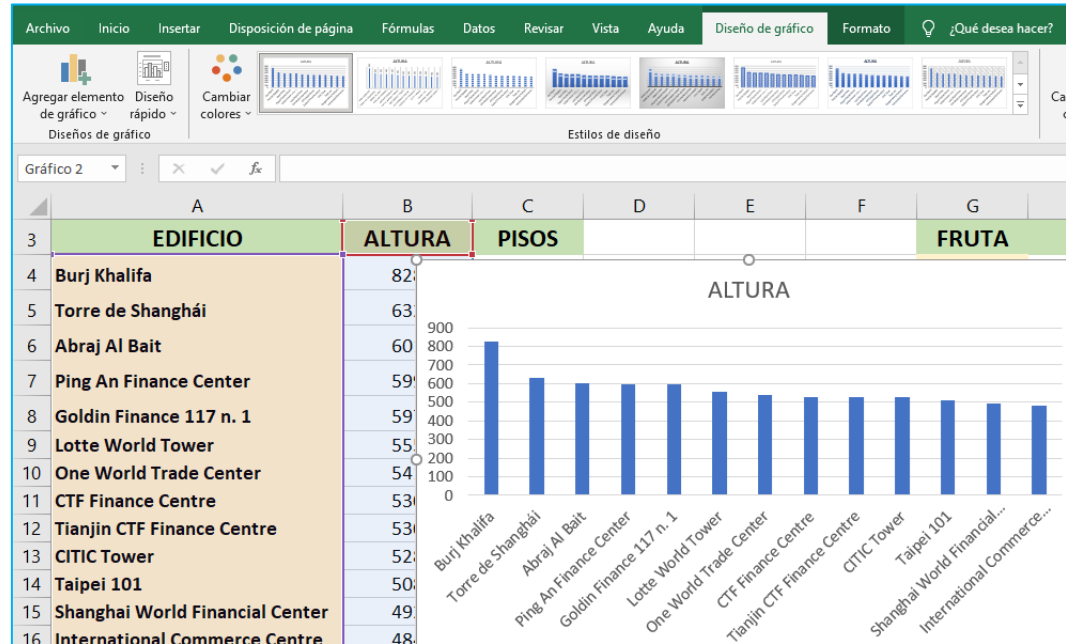 Archivo Inicio Insertar Disposición de página Fórmulas Datos Revisar Vista Ayuda Diseño de gráfico Formato ¿Qué desea hacer?
Agregar elemento de gráfico Diseño rápido Cambiar colores
Diseños de gráfico Estilos de diseño
Gráfico 2 fx
A B C D E F G
3 EDIFICIO ALTURA PISOS FRUTA
4 Burj Khalifa
5 Torre de Shanghái
6 Abraj Al Bait
7 Ping An Finance Center
8 Goldin Finance 117 n. 1
9 Lotte World Tower
10 One World Trade Center
11 CTF Finance Centre
12 Tianjin CTF Finance Centre
13 CITIC Tower
14 Taipei 101
15 Shanghai World Financial Center
16 International Commerce Centre
ALTURA
900
800
700
600
500
400
300
200
100
0
Burj Khalifa
Torre de Shanghái
Abraj Al Bait
Ping An Finance Center
Goldin Finance 117 n. 1
Lotte World Tower
One World Trade Center
CTF Finance Centre
Tianjin CTF Finance Centre
CITIC Tower
Taipei 101
Shanghai World Financial...
International Commerce...